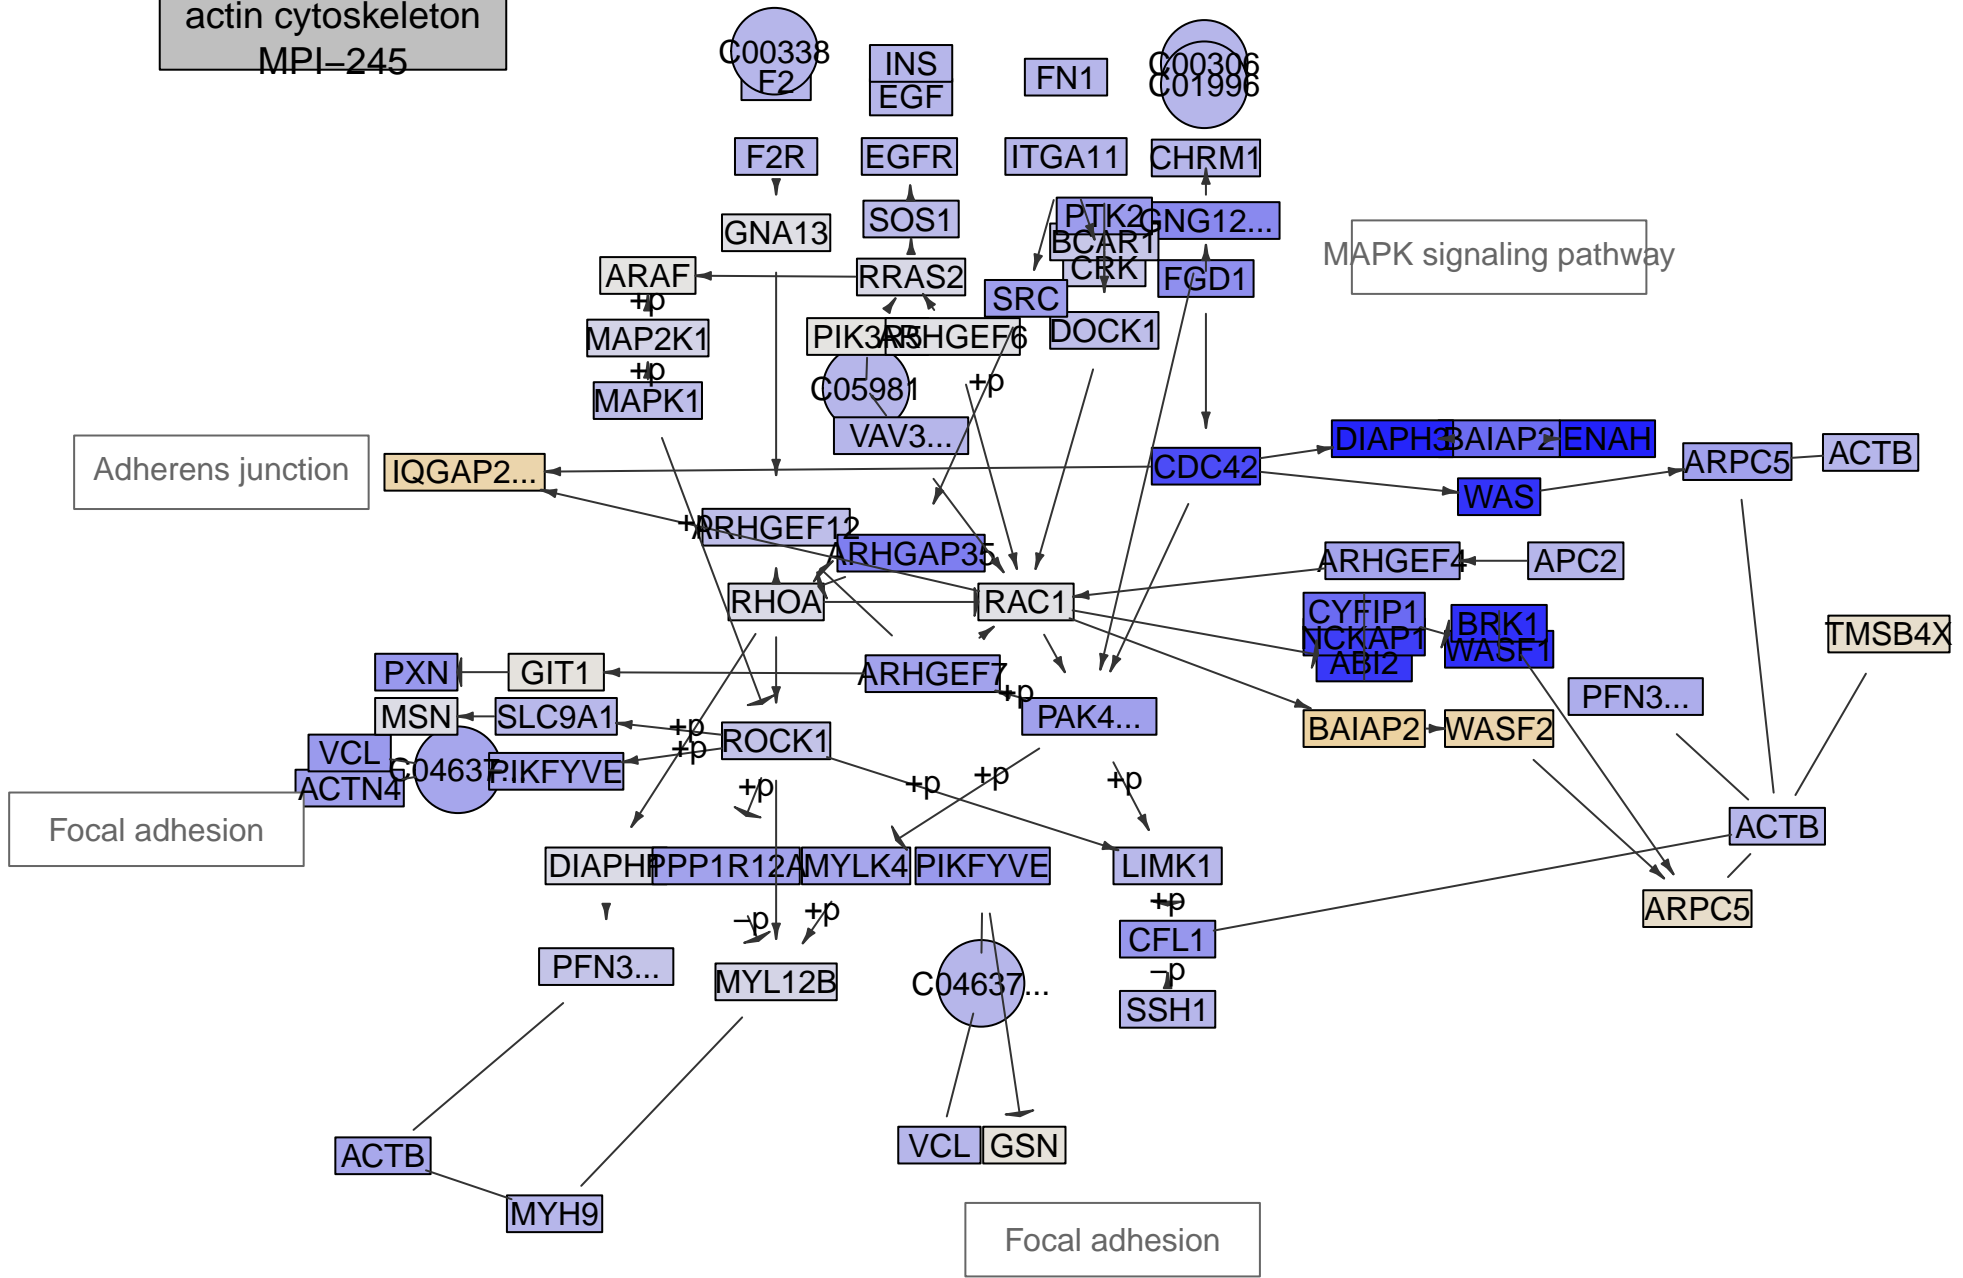 actin cytoskeleton
MPI−245
C00338
F2
INS
EGF
FN1
C00306
C01996
F2R
EGFR
ITGA11
CHRM1
GNA13
SOS1
PTK2
GNG12...
BCAR1
CRK
MAPK signaling pathway
ARAF
RRAS2
SRC
FGD1
+p
MAP2K1
ARHGEF6
DOCK1
+p
MAPK1
C05981
+p
VAV3...
DIAPH3
BAIAP2
ENAH
ARPC5
ACTB
Adherens junction
IQGAP2...
CDC42
WAS
+p
ARHGEF12
ARHGAP35
ARHGEF4
APC2
RHOA
RAC1
CYFIP1
NCKAP1
ABI2
BRK1
WASF1
TMSB4X
PXN
GIT1
ARHGEF7
+p
PFN3...
MSN
SLC9A1
+p
PAK4...
BAIAP2
WASF2
VCL
ACTN4
C04637...
PIKFYVE
+p
ROCK1
+p
+p
+p
+p
Focal adhesion
ACTB
DIAPH
PPP1R12A
MYLK4
PIKFYVE
LIMK1
−p
+p
+p
ARPC5
CFL1
PFN3...
MYL12B
C04637...
−p
SSH1
ACTB
VCL
GSN
MYH9
Focal adhesion